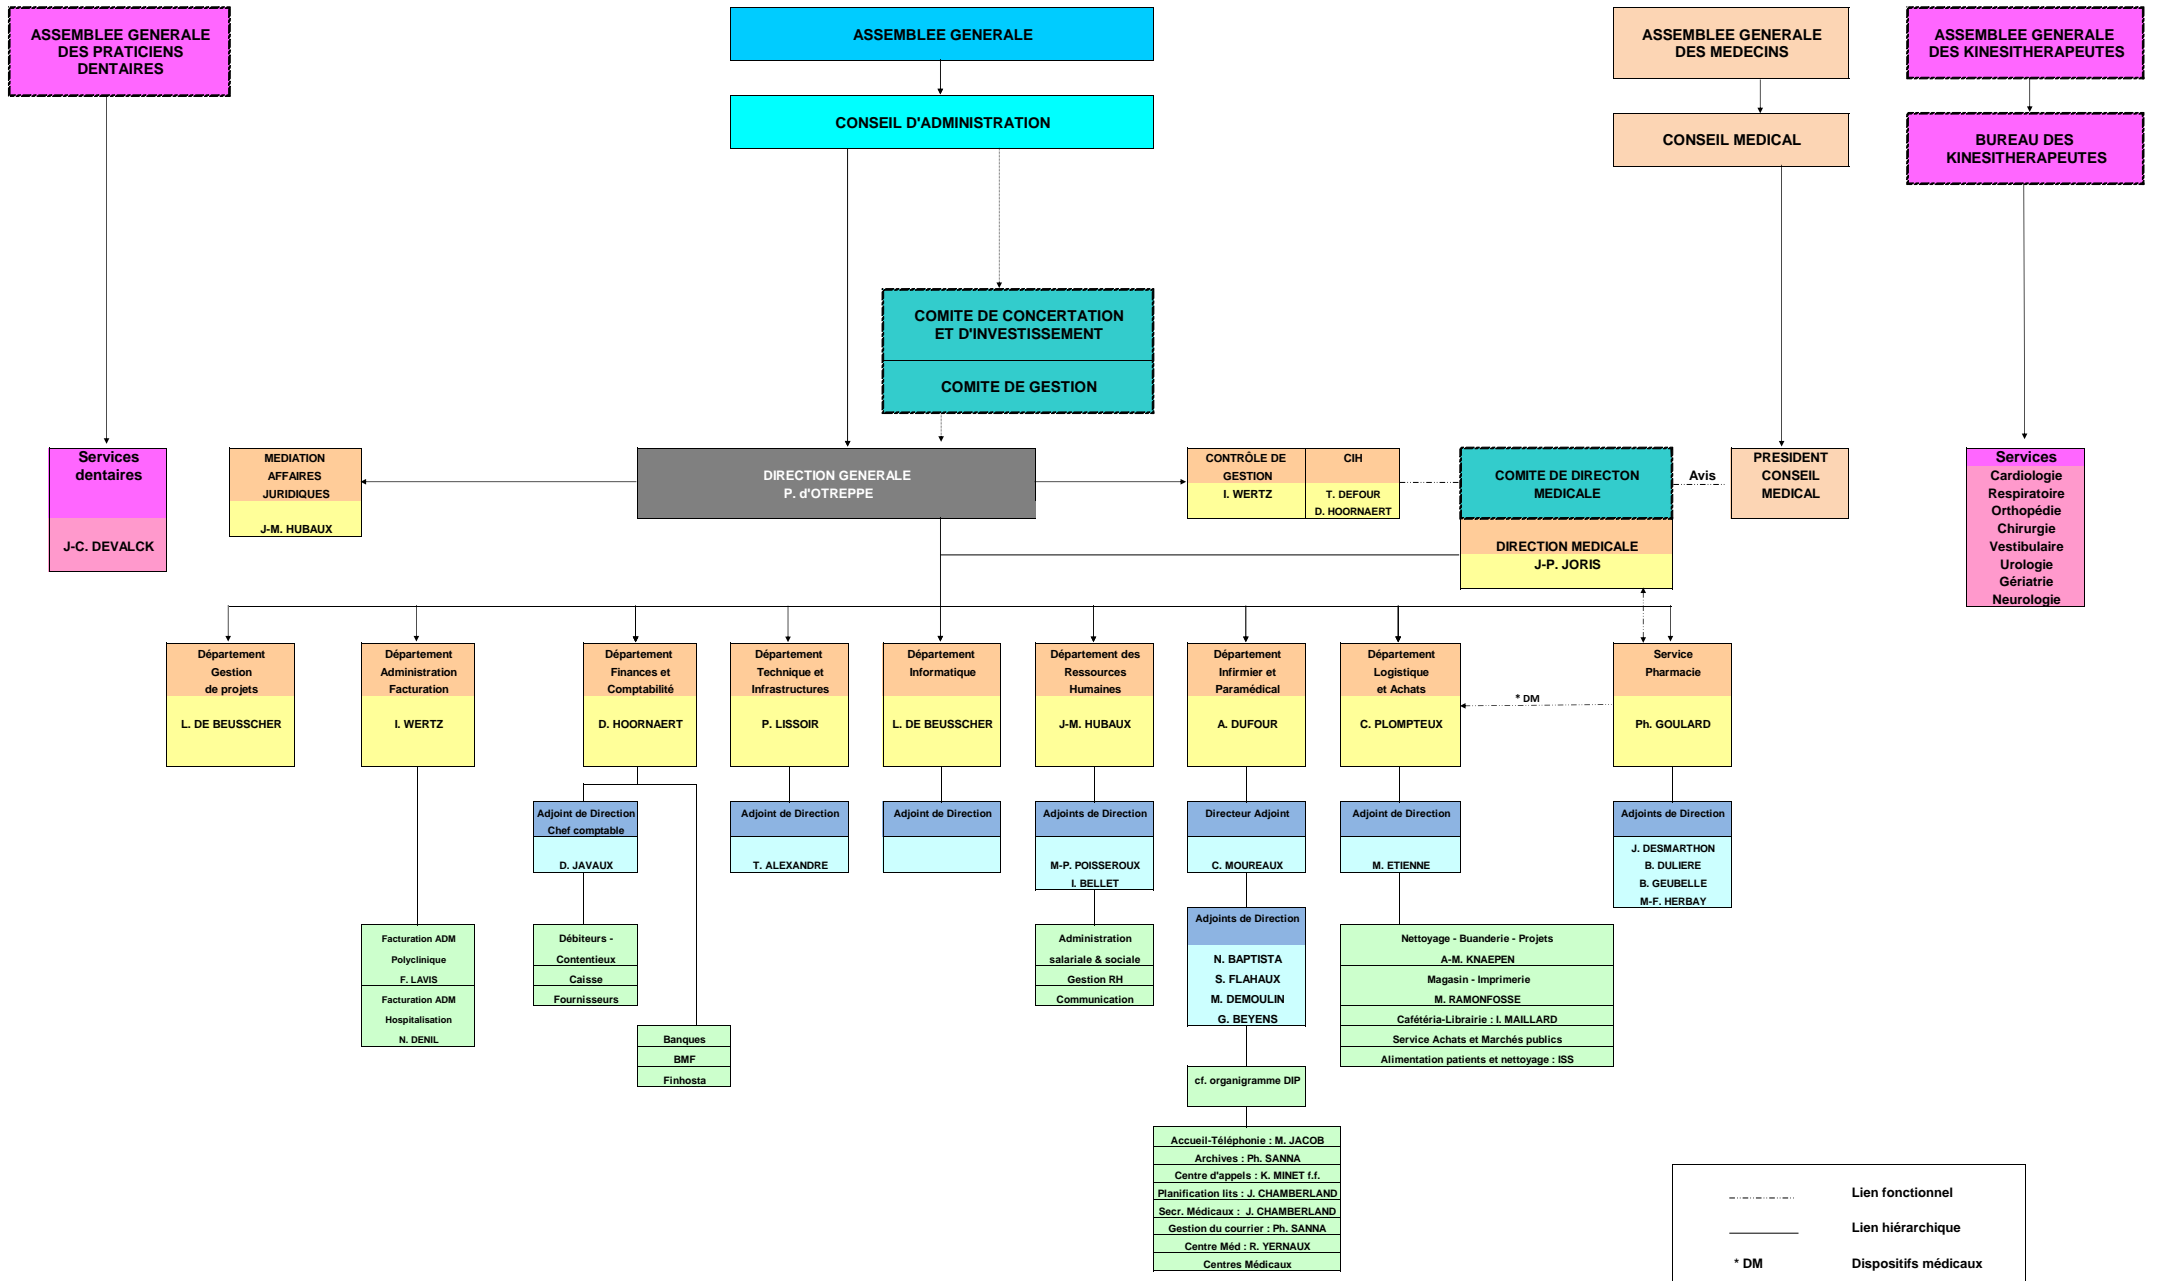 ASSEMBLEE GENERALE
DES PRATICIENS
DENTAIRES
ASSEMBLEE GENERALE
ASSEMBLEE GENERALE
DES MEDECINS
ASSEMBLEE GENERALE
DES KINESITHERAPEUTES
CONSEIL D'ADMINISTRATION
CONSEIL MEDICAL
BUREAU DES
KINESITHERAPEUTES
COMITE DE CONCERTATION
ET D'INVESTISSEMENT
COMITE DE GESTION
Services
dentaires
J-C. DEVALCK
MEDIATION
AFFAIRES
JURIDIQUES
J-M. HUBAUX
DIRECTION GENERALE
P. d'OTREPPE
CONTRÔLE DE
GESTION
I. WERTZ
CIH
T. DEFOUR
D. HOORNAERT
COMITE DE DIRECTON
MEDICALE
Avis
PRESIDENT
CONSEIL
MEDICAL
DIRECTION MEDICALE
J-P. JORIS
Services
Cardiologie
Respiratoire
Orthopédie
Chirurgie
Vestibulaire
Urologie
Gériatrie
Neurologie
Département
Gestion
de projets
L. DE BEUSSCHER
Département
Administration
Facturation
I. WERTZ
Département
Finances et
Comptabilité
D. HOORNAERT
Département
Technique et
Infrastructures
P. LISSOIR
Département
Informatique
L. DE BEUSSCHER
Département des
Ressources
Humaines
J-M. HUBAUX
Département
Infirmier et
Paramédical
A. DUFOUR
Département
Logistique
et Achats
C. PLOMPTEUX
* DM
Service
Pharmacie
Ph. GOULARD
Adjoint de Direction
Chef comptable
D. JAVAUX
Adjoint de Direction
T. ALEXANDRE
Adjoint de Direction
Adjoints de Direction
M-P. POISSEROUX
I. BELLET
Directeur Adjoint
C. MOUREAUX
Adjoint de Direction
M. ETIENNE
Adjoints de Direction
J. DESMARTHON
B. DULIERE
B. GEUBELLE
M-F. HERBAY
Adjoints de Direction
N. BAPTISTA
S. FLAHAUX
M. DEMOULIN
G. BEYENS
Facturation ADM
Polyclinique
F. LAVIS
Facturation ADM
Hospitalisation
N. DENIL
Débiteurs -
Contentieux
Caisse
Fournisseurs
Banques
BMF
Finhosta
Administration
salariale & sociale
Gestion RH
Communication
Nettoyage - Buanderie - Projets
A-M. KNAEPEN
Magasin - Imprimerie
M. RAMONFOSSE
Cafétéria-Librairie : I. MAILLARD
Service Achats et Marchés publics
Alimentation patients et nettoyage : ISS
cf. organigramme DIP
Accueil-Téléphonie : M. JACOB
Archives : Ph. SANNA
Centre d'appels : K. MINET f.f.
Planification lits : J. CHAMBERLAND
Secr. Médicaux : J. CHAMBERLAND
Gestion du courrier : Ph. SANNA
Centre Méd : R. YERNAUX
Centres Médicaux
Lien fonctionnel
Lien hiérarchique
* DM Dispositifs médicaux